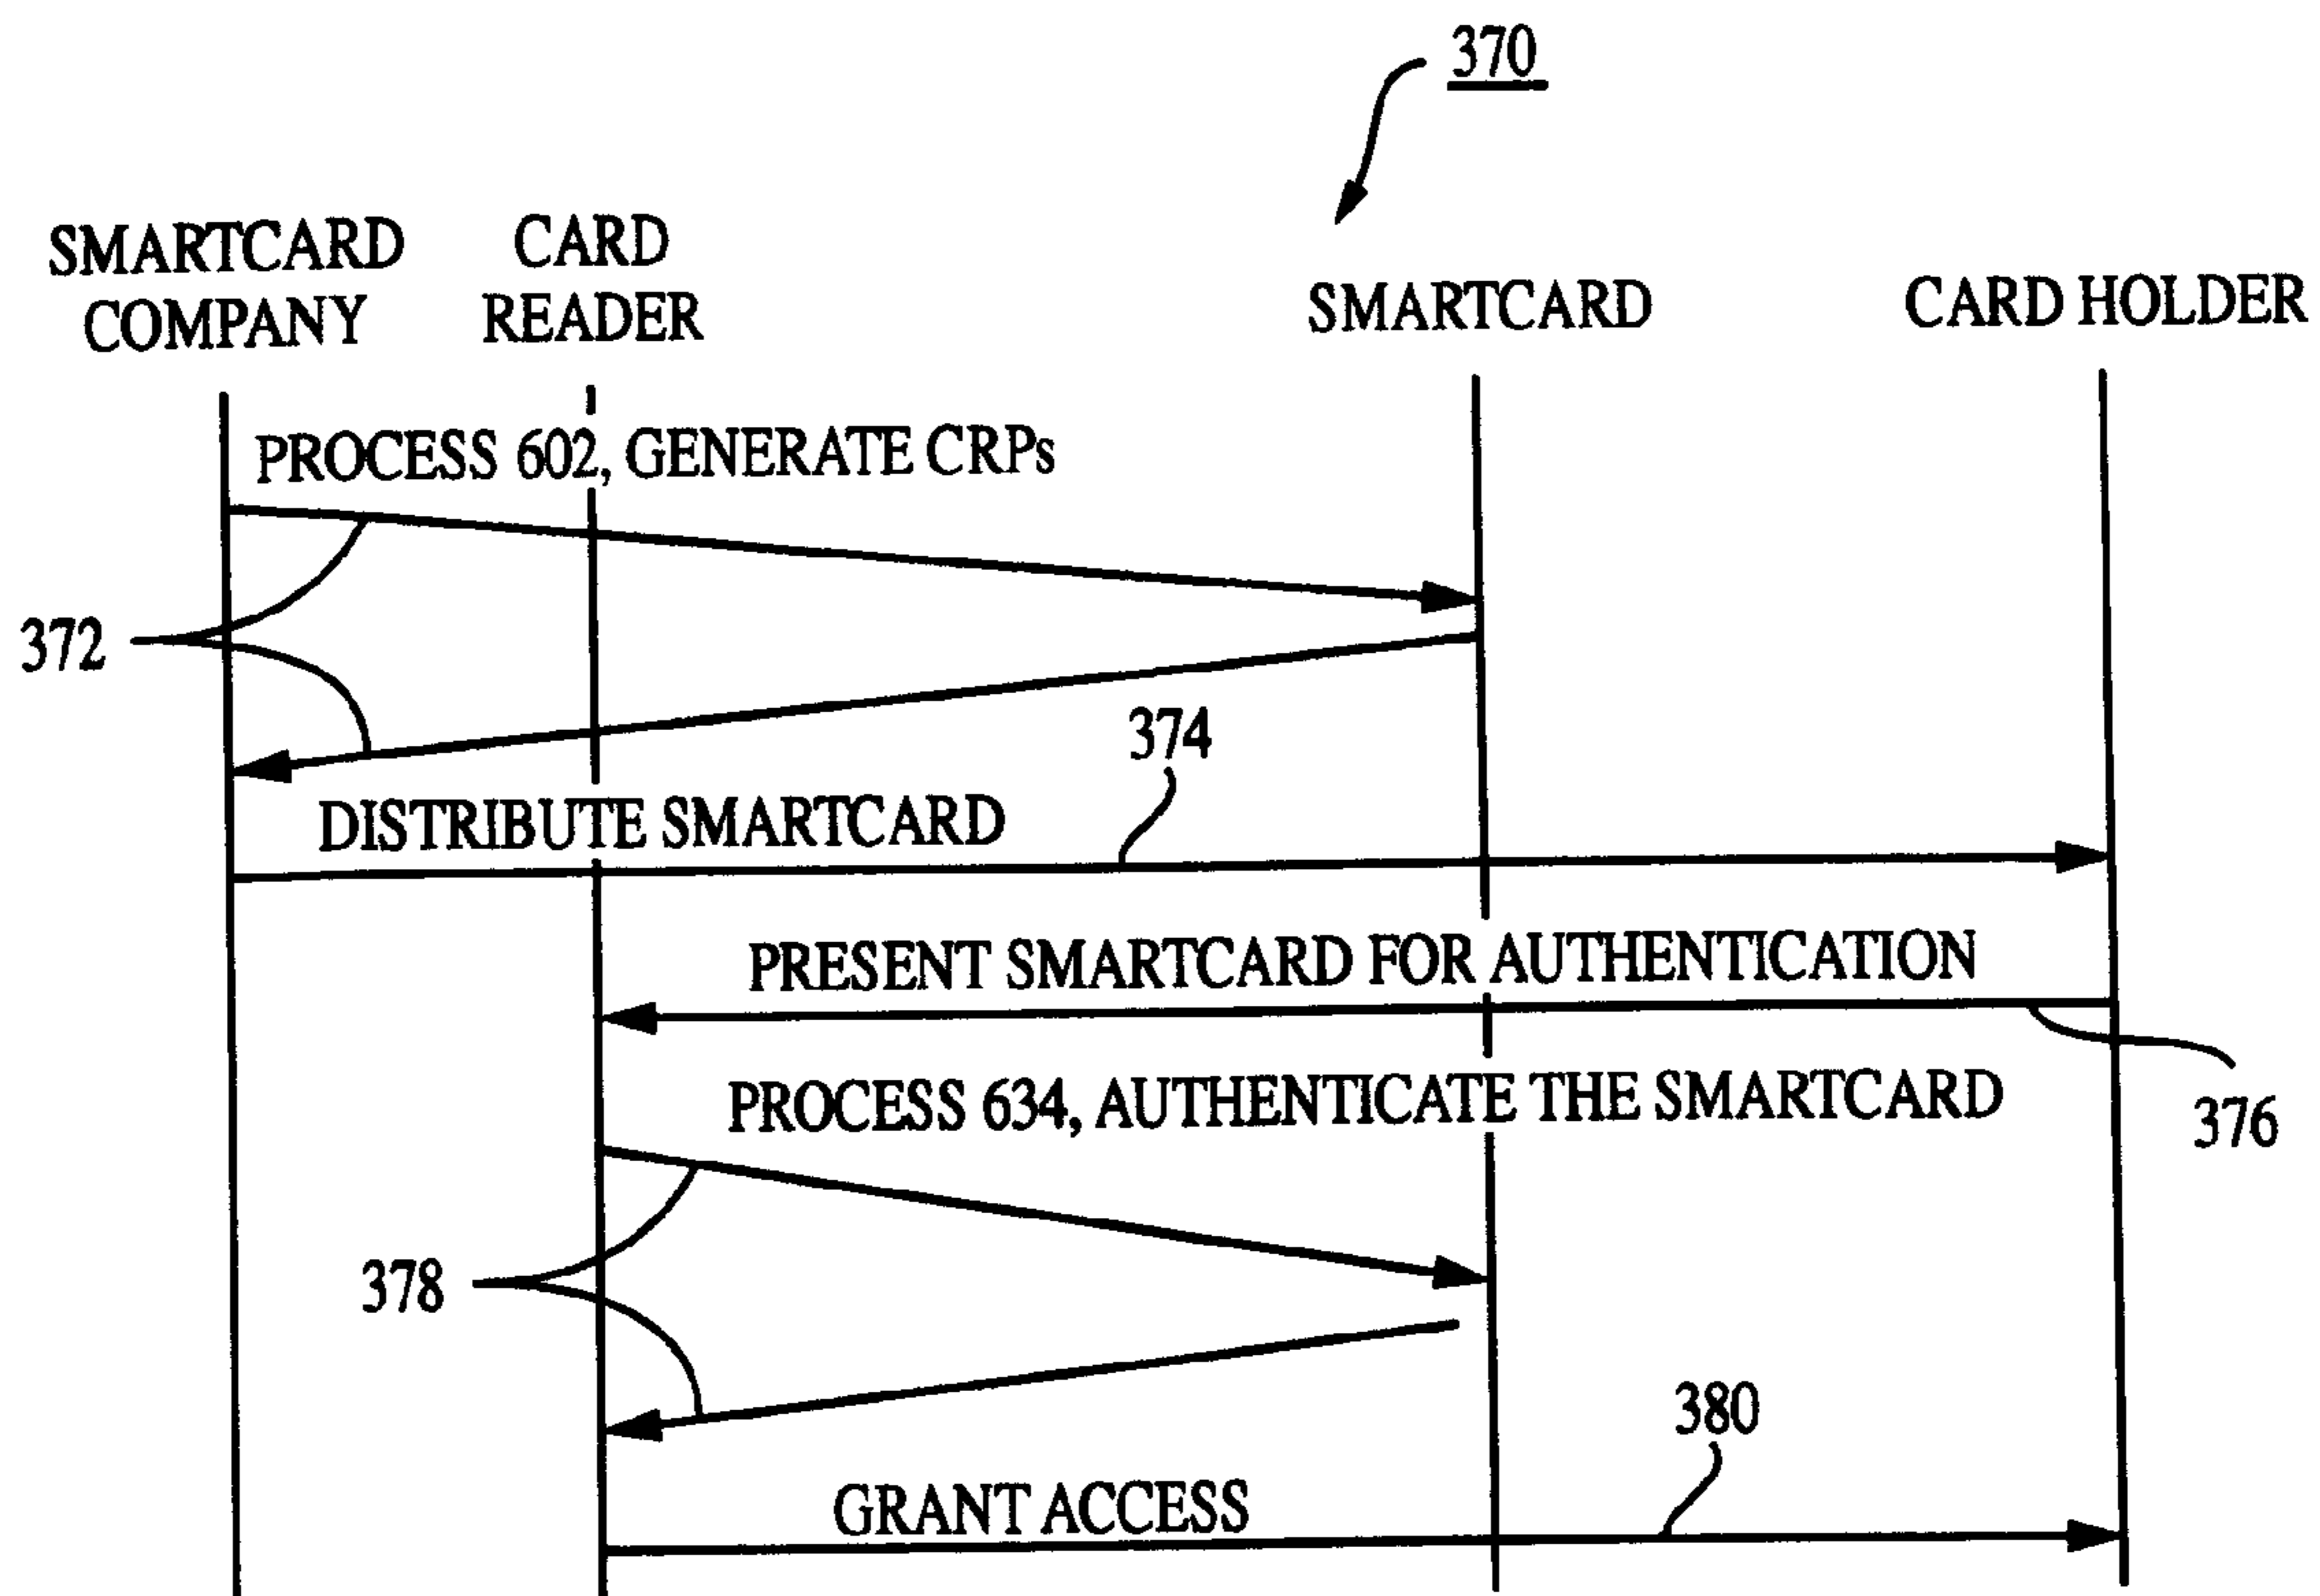 370
SMARTCARD
COMPANY
CARD
READER
SMARTCARD
CARD HOLDER
PROCESS 602, GENERATE CRPs
372
374
DISTRIBUTE SMARTCARD
PRESENT SMARTCARD FOR AUTHENTICATION
PROCESS 634, AUTHENTICATE THE SMARTCARD
376
378
380
GRANT ACCESS